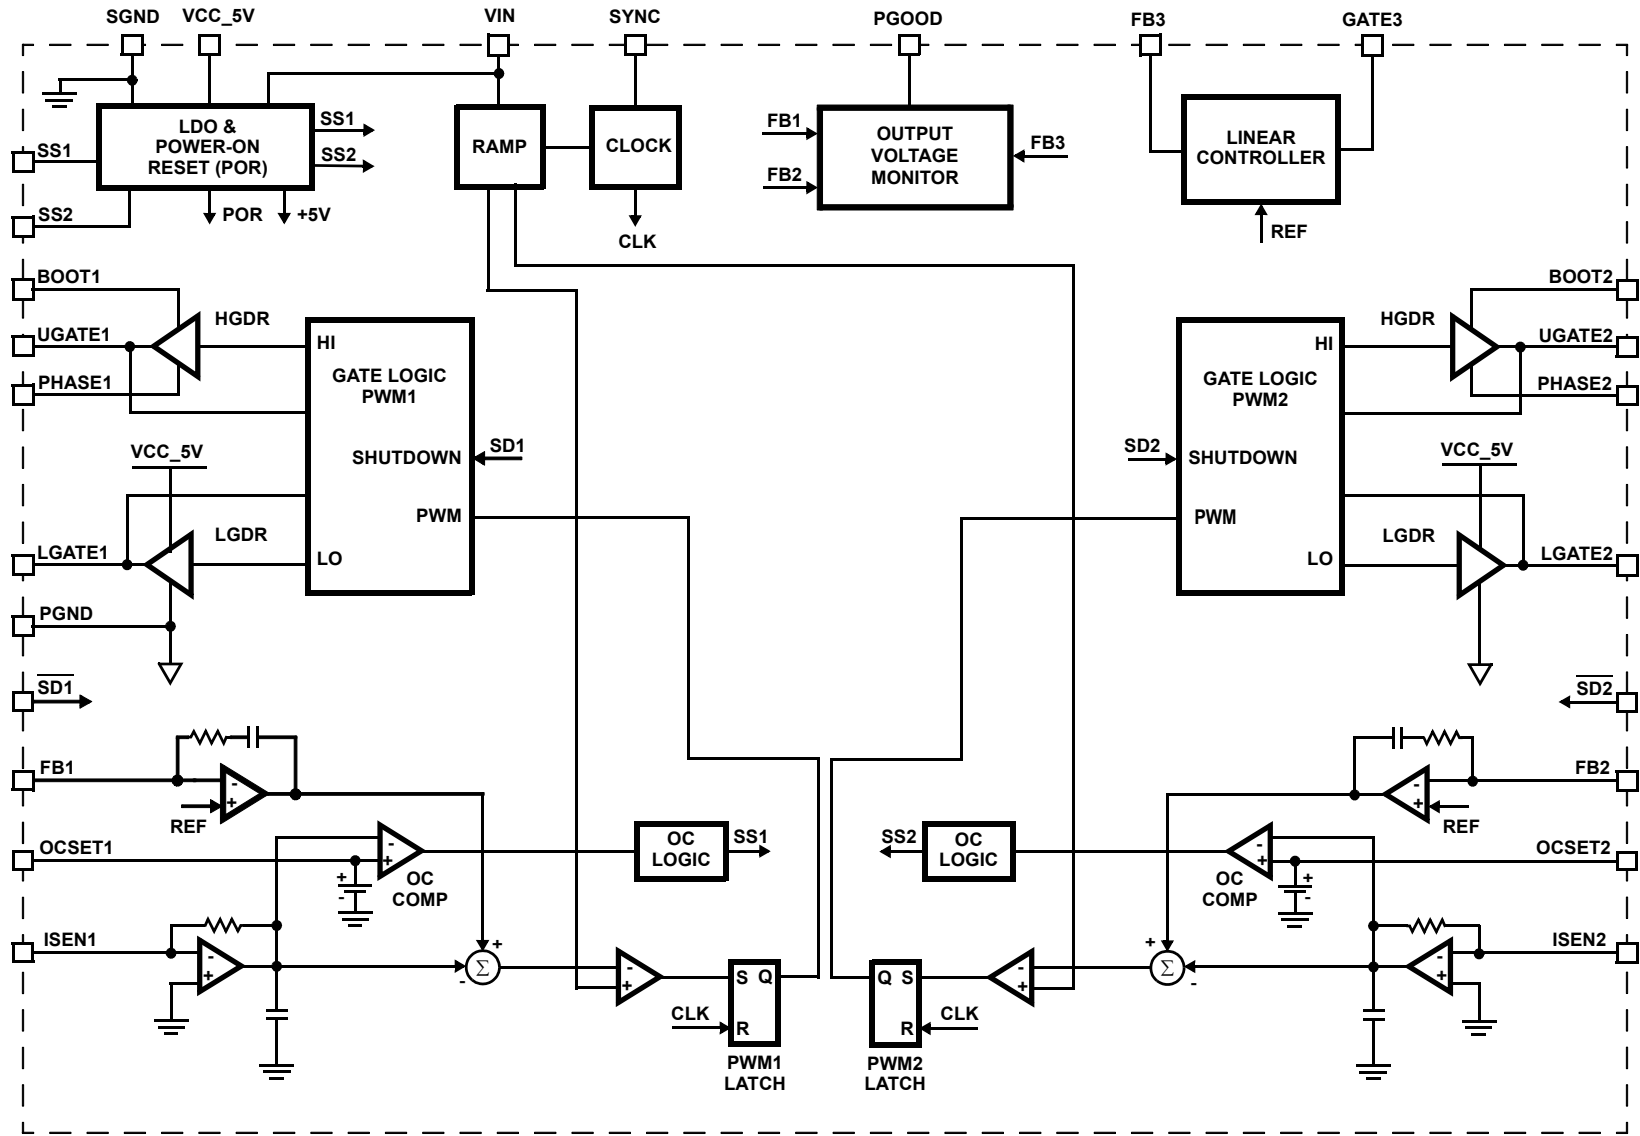 SGND VCC_5V VIN SYNC PGOOD FB3 GATE3
LDO &
POWER-ON
RESET (POR)
SS1
SS2
SS1
SS2
POR +5V
RAMP
CLOCK
CLK
FB1
FB2
OUTPUT
VOLTAGE
MONITOR
FB3
LINEAR
CONTROLLER
REF
BOOT1
UGATE1
PHASE1
HGDR
HI
GATE LOGIC
PWM1
SHUTDOWN
SD1
PWM
LO
VCC_5V
LGDR
LGATE1
PGND
SD1
FB1
-
+
REF
OCSET1
-
+
OC
COMP
+
-
OC
LOGIC
SS1
ISEN1
-
+
Σ
+
-
-
+
S Q
R
CLK
PWM1
LATCH
BOOT2
UGATE2
PHASE2
HGDR
HI
GATE LOGIC
PWM2
SD2
SHUTDOWN
PWM
LO
VCC_5V
LGDR
LGATE2
SD2
FB2
-
+
REF
OCSET2
-
+
OC
COMP
+
-
OC
LOGIC
SS2
ISEN2
-
+
Σ
+
-
-
+
Q S
R
CLK
PWM2
LATCH